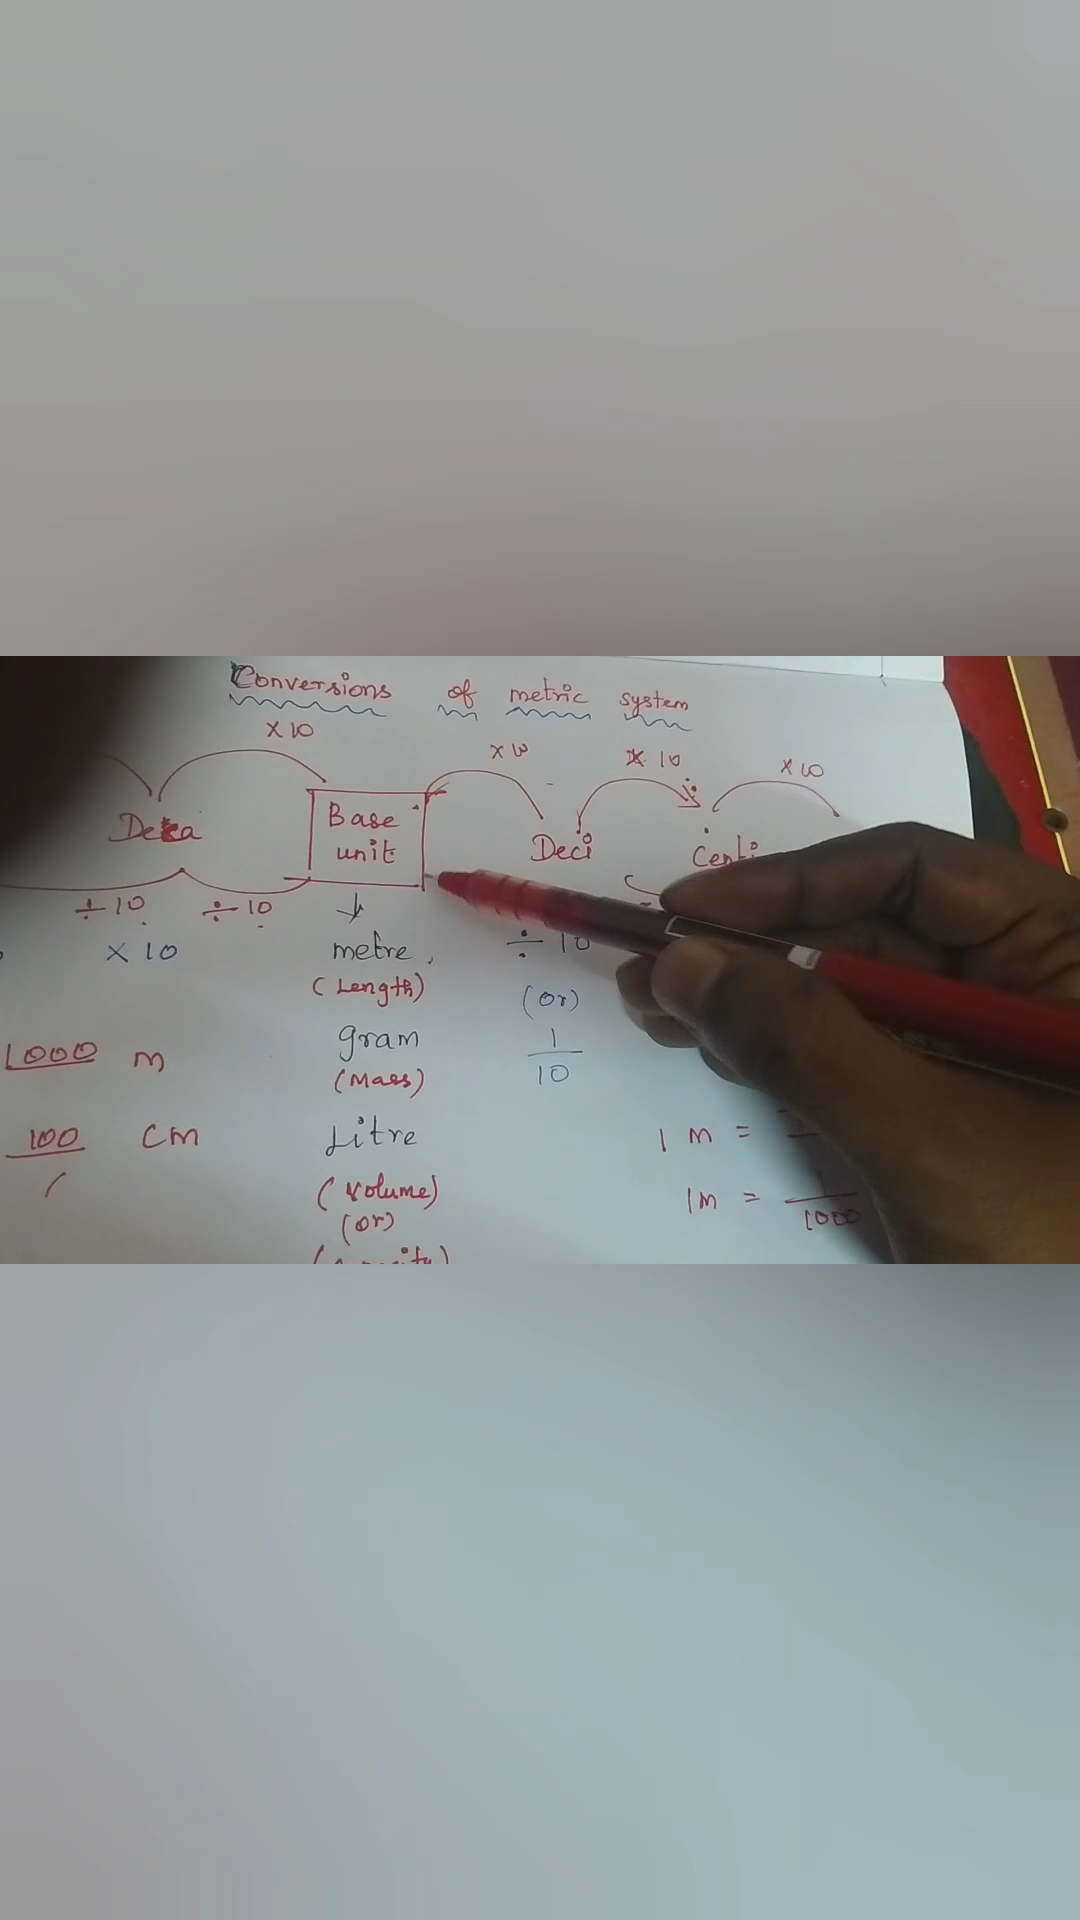 Conversions of metric system
×10 ×10 × 10 ×10
Deka Base unit Deci Centi
÷10 ÷10
×10 metre, ÷10
(Length) (or)
1000 m gram 1/10
(Mass)
100 cm Litre 1 m =
(Volume) 1m = 1/1000
(or)